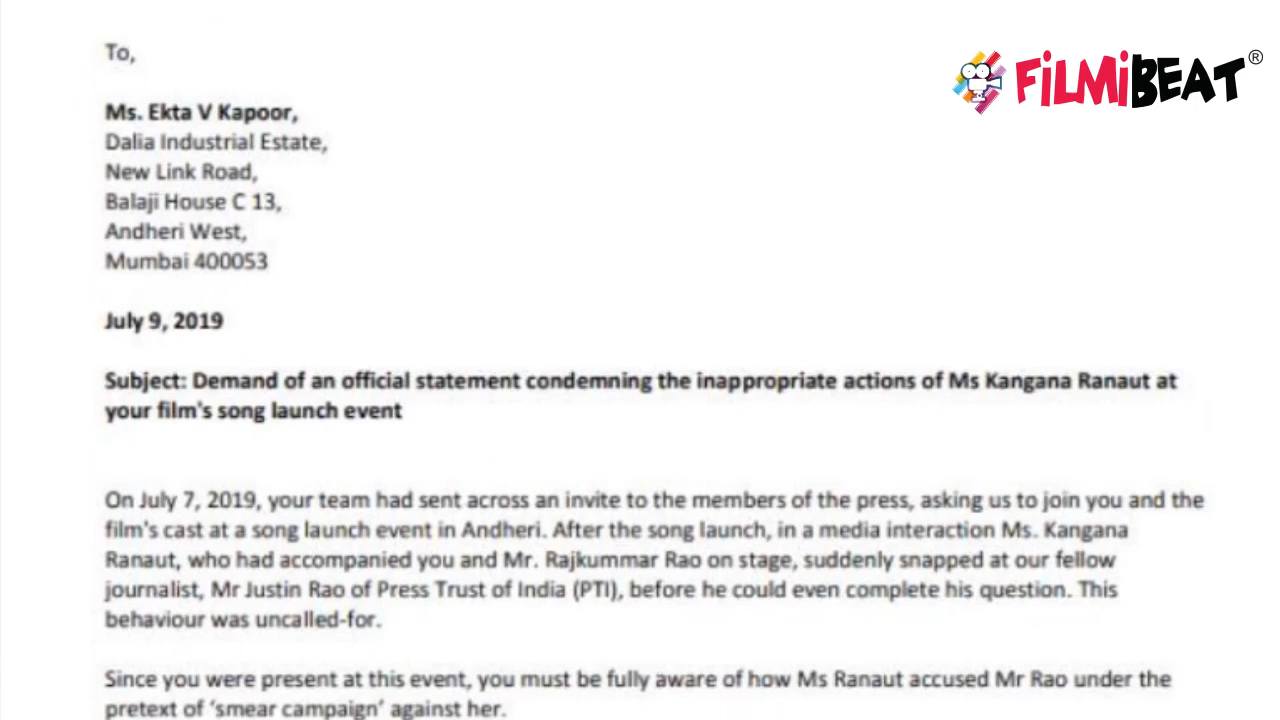 To,
FiLMiBEAT®
Ms. Ekta V Kapoor,
Dalia Industrial Estate,
New Link Road,
Balaji House C 13,
Andheri West,
Mumbai 400053
July 9, 2019
Subject: Demand of an official statement condemning the inappropriate actions of Ms Kangana Ranaut at
your film's song launch event
On July 7, 2019, your team had sent across an invite to the members of the press, asking us to join you and the
film's cast at a song launch event in Andheri. After the song launch, in a media interaction Ms. Kangana
Ranaut, who had accompanied you and Mr. Rajkummar Rao on stage, suddenly snapped at our fellow
journalist, Mr Justin Rao of Press Trust of India (PTI), before he could even complete his question. This
behaviour was uncalled-for.
Since you were present at this event, you must be fully aware of how Ms Ranaut accused Mr Rao under the
pretext of ‘smear campaign’ against her.